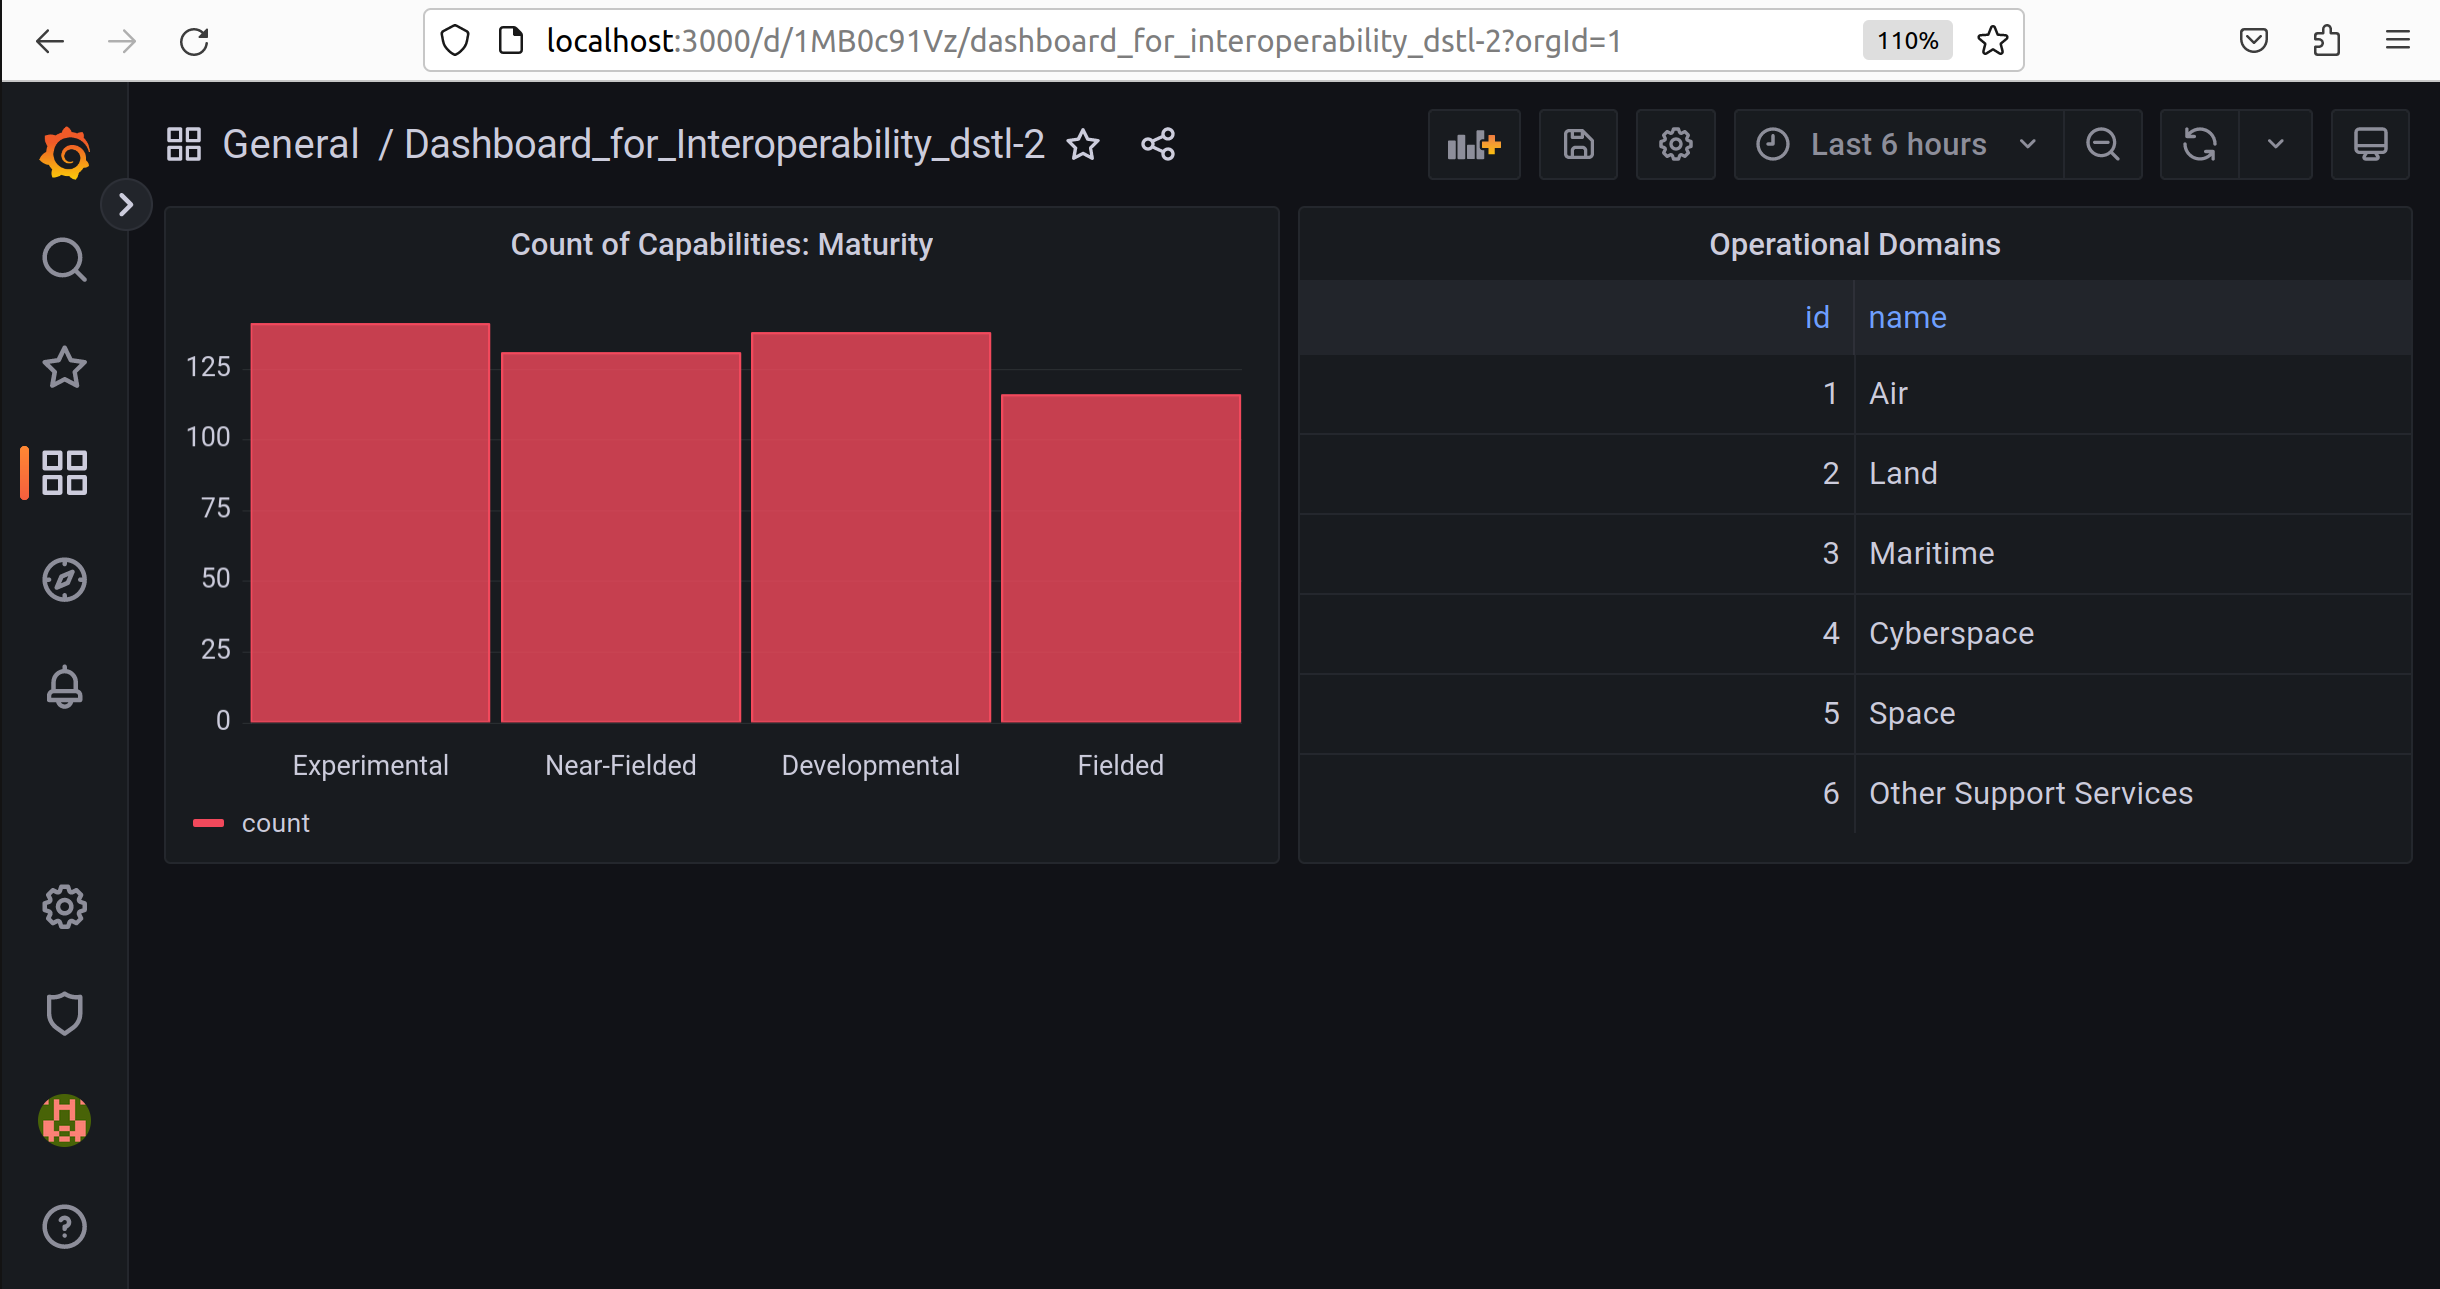 localhost:3000/d/1MB0c91Vz/dashboard_for_interoperability_dstl-2?orgId=1
110%
General / Dashboard_for_Interoperability_dstl-2
Last 6 hours
Count of Capabilities: Maturity
125
100
75
50
25
0
Experimental Near-Fielded Developmental Fielded
count
Operational Domains
id name
1 Air
2 Land
3 Maritime
4 Cyberspace
5 Space
6 Other Support Services